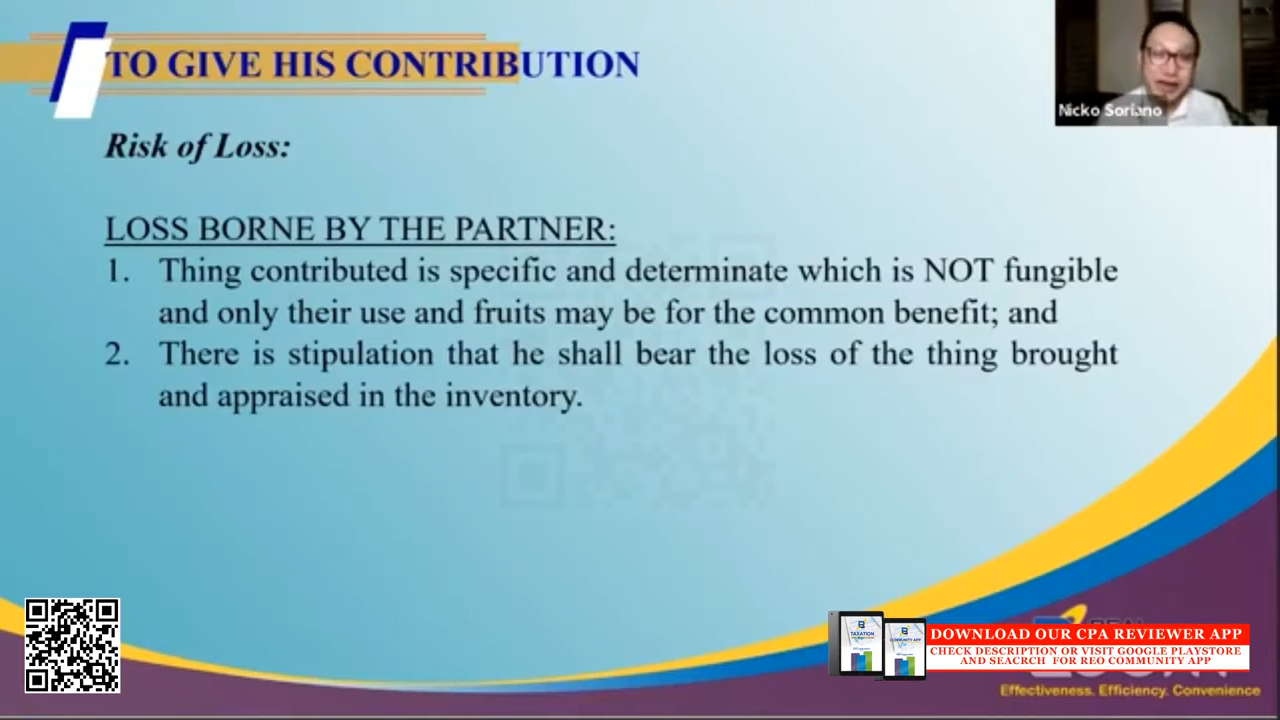 TO GIVE HIS CONTRIBUTION
Nicko Soriano
Risk of Loss:
LOSS BORNE BY THE PARTNER:
1. Thing contributed is specific and determinate which is NOT fungible
and only their use and fruits may be for the common benefit; and
2. There is stipulation that he shall bear the loss of the thing brought
and appraised in the inventory.
TAXATION
COMMUNITY APP
DOWNLOAD OUR CPA REVIEWER APP
CHECK DESCRIPTION OR VISIT GOOGLE PLAYSTORE
AND SEACRCH FOR REO COMMUNITY APP
Effectiveness. Efficiency. Convenience